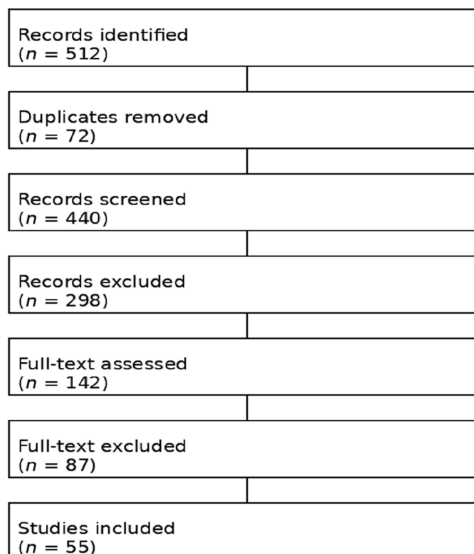 Records identified
(n = 512)
Duplicates removed
(n = 72)
Records screened
(n = 440)
Records excluded
(n = 298)
Full-text assessed
(n = 142)
Full-text excluded
(n = 87)
Studies included
(n = 55)